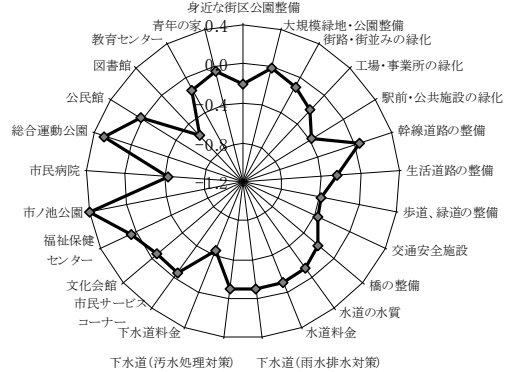 身近な街区公園整備
大規模緑地・公園整備
街路・街並みの緑化
工場・事業所の緑化
駅前・公共施設の緑化
幹線道路の整備
生活道路の整備
歩道、緑道の整備
交通安全施設
橋の整備
水道の水質
水道料金
下水道(雨水排水対策)
下水道(汚水処理対策)
下水道料金
市民サービス
コーナー
文化会館
福祉保健
センター
市ノ池公園
市民病院
総合運動公園
公民館
図書館
教育センター
青年の家
0.4
0.0
-0.4
-0.8
-1.2